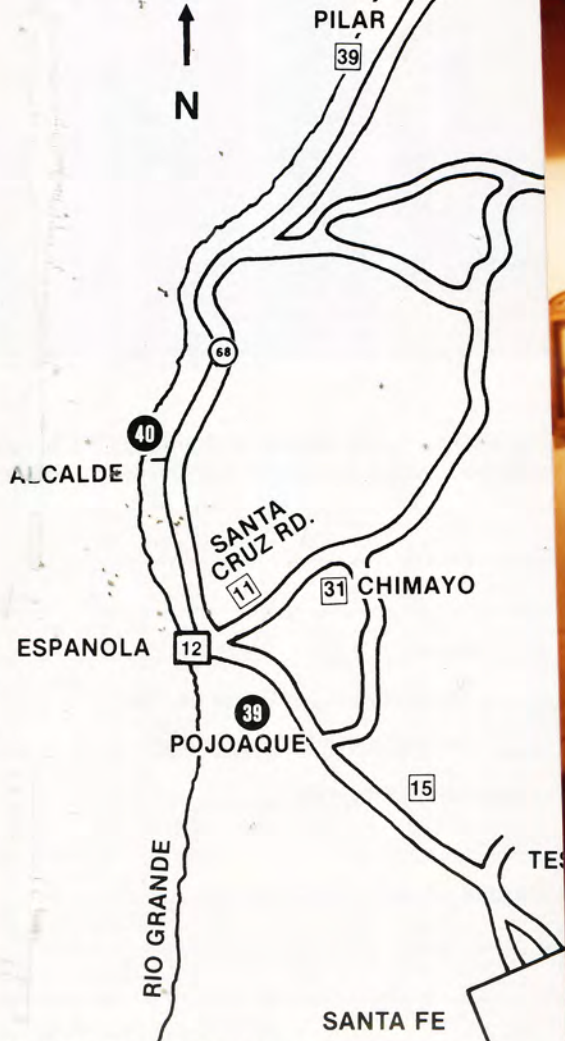 PILAR
39
N
68
40
ALCALDE
SANTA
CRUZ RD.
11
31 CHIMAYO
ESPANOLA
12
39
POJOAQUE
15
TES
RIO GRANDE
SANTA FE